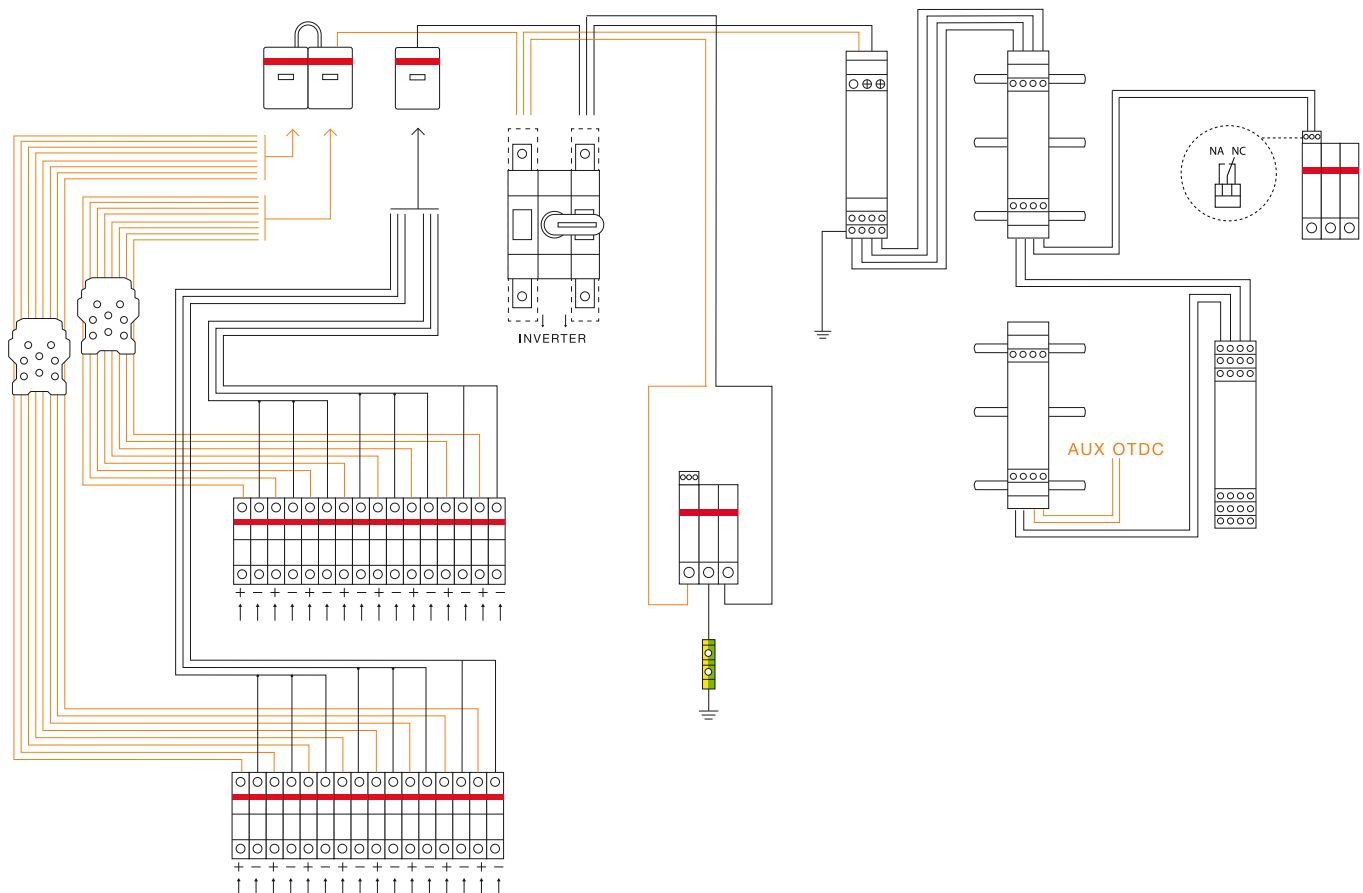 NA NC
INVERTER
AUX OTDC
+ − + − + − + − + − + − + − + −
+ − + − + − + − + − + − + − + −